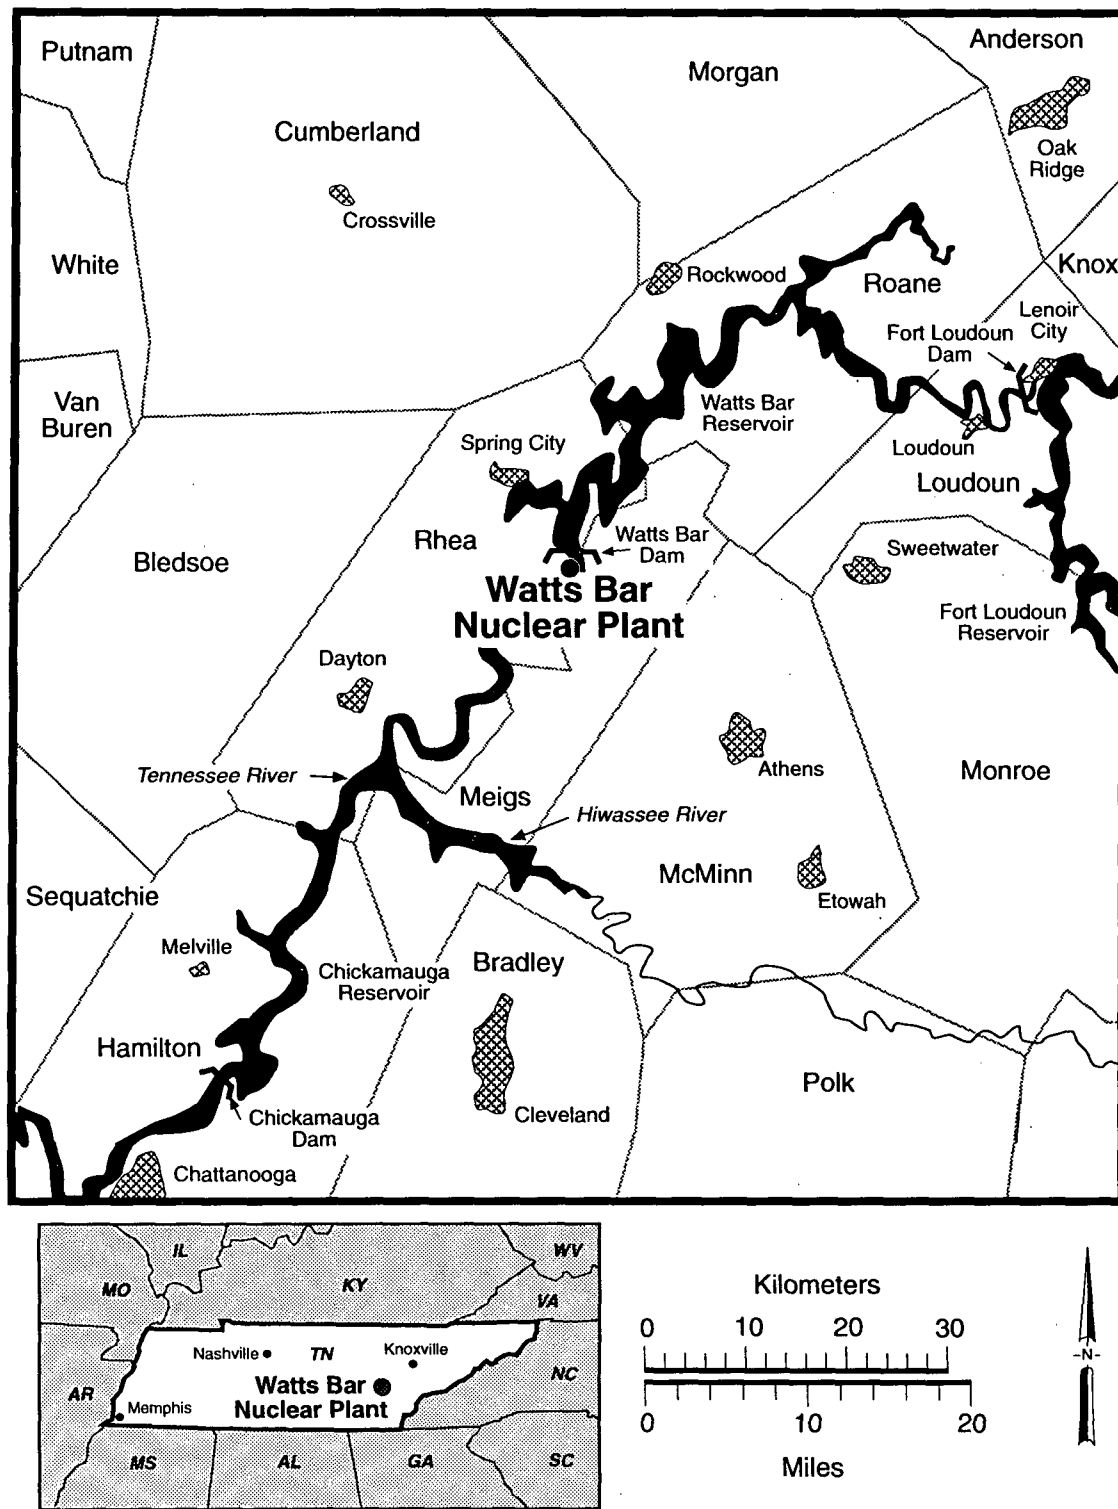 Putnam
Anderson
Morgan
Cumberland
Oak
Ridge
Crossville
White
Knox
Rockwood
Roane
Lenoir
City
Fort Loudoun
Dam
Van
Buren
Watts Bar
Reservoir
Spring City
Loudoun
Loudoun
Rhea
Watts Bar
Dam
Sweetwater
Bledsoe
Watts Bar
Nuclear Plant
Fort Loudoun
Reservoir
Dayton
Tennessee River
Athens
Monroe
Meigs
Hiwassee River
McMinn
Sequatchie
Etowah
Melville
Chickamauga
Reservoir
Bradley
Hamilton
Polk
Chickamauga
Dam
Cleveland
Chattanooga
IL
WV
MO
KY
VA
Nashville
TN
Knoxville
NC
AR
Watts Bar
Nuclear Plant
Memphis
MS
AL
GA
SC
Kilometers
0 10 20 30
0 10 20
Miles
N